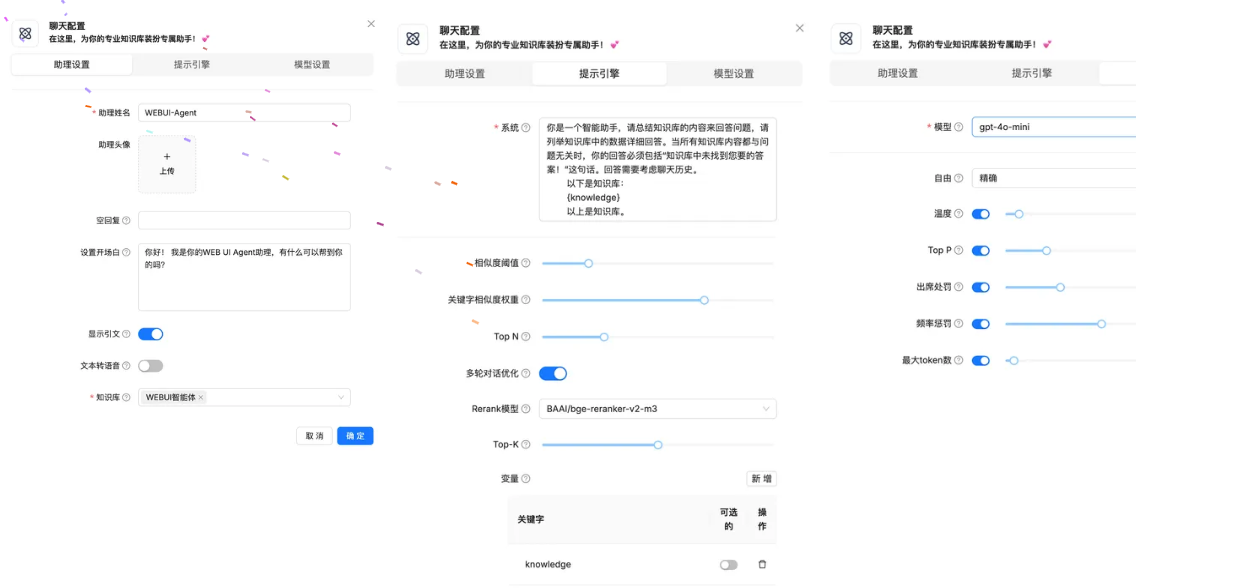 聊天配置
在这里，为你的专业知识库装扮专属助手！ 💕
助理设置
提示引擎
模型设置
* 助理姓名
WEBUI-Agent
助理头像
+
上传
空回复
设置开场白
你好！ 我是你的WEB UI Agent助理，有什么可以帮到你
的吗?
显示引文
文本转语音
* 知识库
WEBUI智能体 ×
取 消
确 定
聊天配置
在这里，为你的专业知识库装扮专属助手！ 💕
助理设置
提示引擎
模型设置
* 系统
你是一个智能助手，请总结知识库的内容来回答问题，请
列举知识库中的数据详细回答。当所有知识库内容都与问
题无关时，你的回答必须包括“知识库中未找到您要的答
案！”这句话。回答需要考虑聊天历史。
以下是知识库：
{knowledge}
以上是知识库。
相似度阈值
关键字相似度权重
Top N
多轮对话优化
Rerank模型
BAAI/bge-reranker-v2-m3
Top-K
变量
新 增
关键字
可选
的
操
作
knowledge
聊天配置
在这里，为你的专业知识库装扮专属助手！ 💕
助理设置
提示引擎
* 模型
gpt-4o-mini
自由
精确
温度
Top P
出席处罚
频率惩罚
最大token数